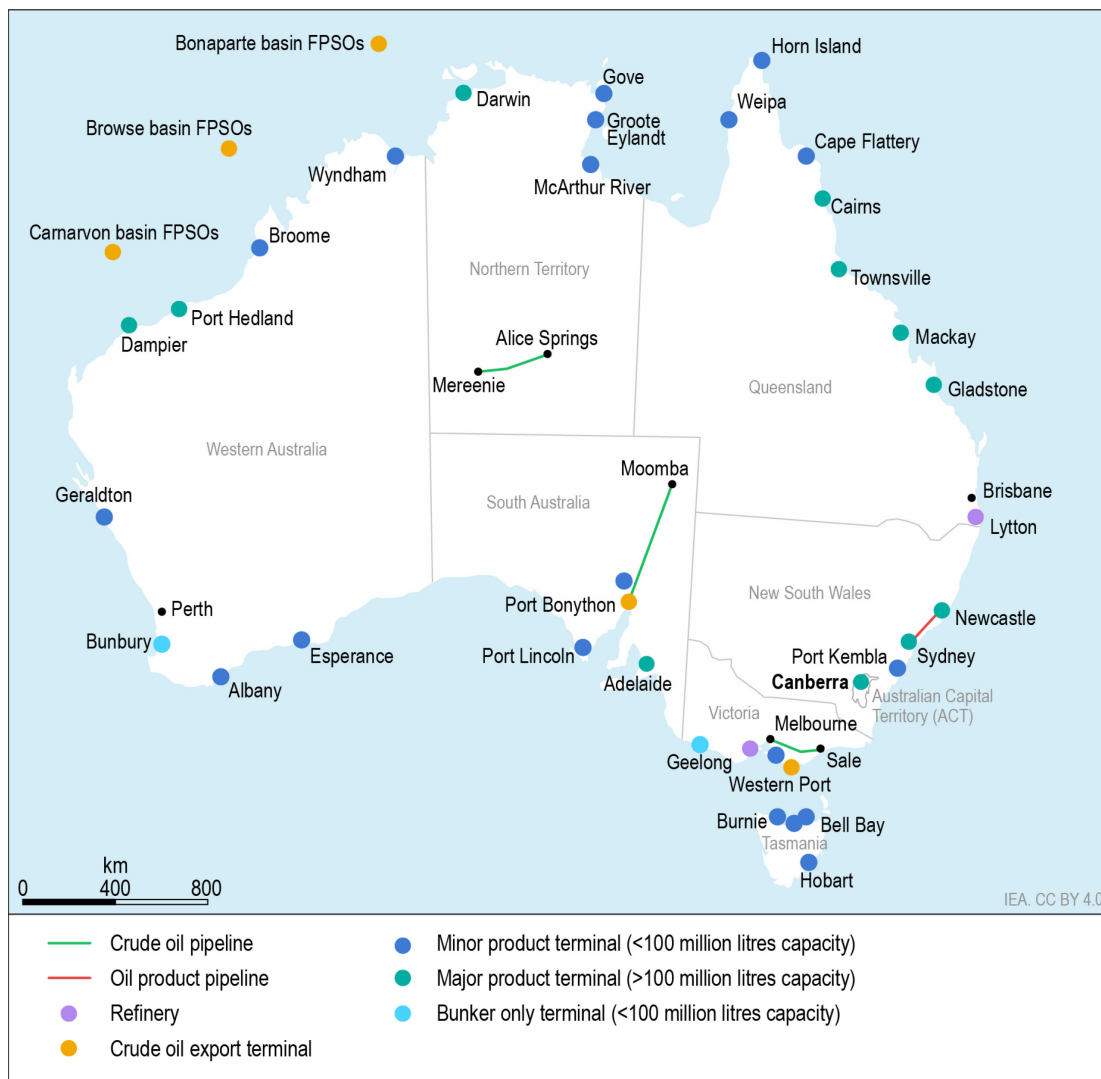 Bonaparte basin FPSOs
Horn Island
Darwin
Gove
Weipa
Browse basin FPSOs
Groote
Eylandt
Cape Flattery
Wyndham
McArthur River
Cairns
Carnarvon basin FPSOs
Broome
Northern Territory
Townsville
Port Hedland
Dampier
Alice Springs
Mackay
Mereenie
Queensland
Gladstone
Western Australia
Moomba
Geraldton
South Australia
Brisbane
Lytton
Perth
Port Bonython
New South Wales
Newcastle
Bunbury
Esperance
Port Lincoln
Port Kembla
Sydney
Albany
Adelaide
Canberra
Australian Capital
Territory (ACT)
Victoria
Melbourne
Geelong
Sale
Western Port
Burnie
Bell Bay
Tasmania
Hobart
km
0 400 800
IEA. CC BY 4.0
Crude oil pipeline
Oil product pipeline
Refinery
Crude oil export terminal
Minor product terminal (<100 million litres capacity)
Major product terminal (>100 million litres capacity)
Bunker only terminal (<100 million litres capacity)